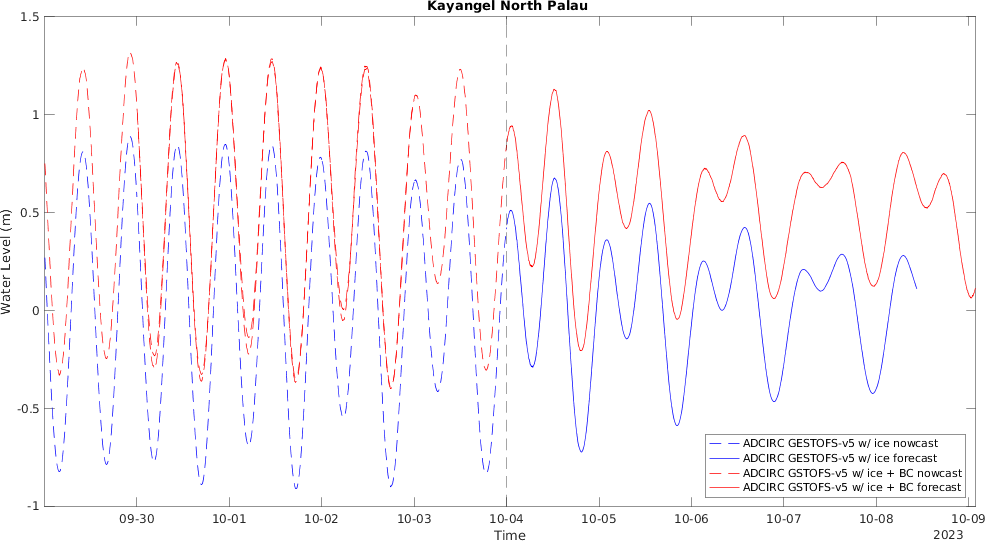 Kayangel North Palau
Water Level (m)
1.5
1
0.5
0
-0.5
-1
ADCIRC GESTOFS-v5 w/ ice nowcast
ADCIRC GESTOFS-v5 w/ ice forecast
ADCIRC GSTOFS-v5 w/ ice + BC nowcast
ADCIRC GSTOFS-v5 w/ ice + BC forecast
09-30 10-01 10-02 10-03 10-04 10-05 10-06 10-07 10-08 10-09
Time
2023